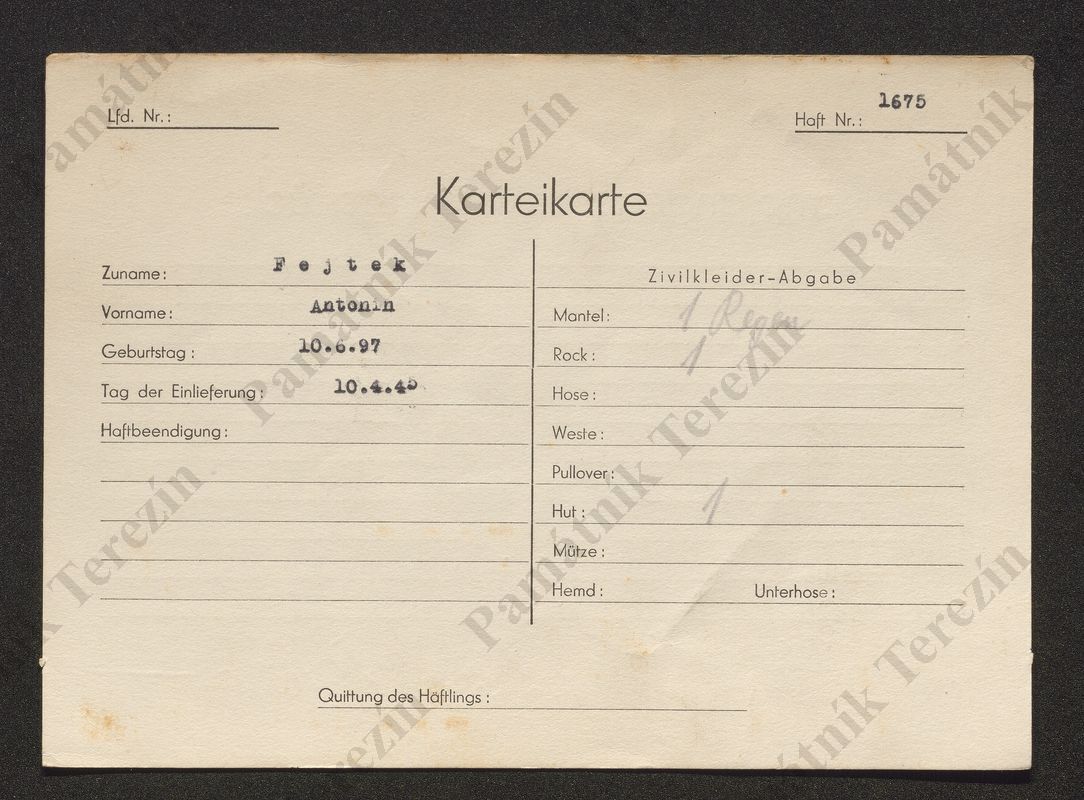 Lfd. Nr.:
Haft Nr.: 1675
Karteikarte
Zuname: Fejtek
Vorname: Antonin
Geburtstag: 10.6.97
Tag der Einlieferung: 10.4.45
Haftbeendigung:
Zivilkleider-Abgabe
Mantel: 1 Regen
Rock: 1
Hose:
Weste:
Pullover:
Hut: 1
Mütze:
Hemd: Unterhose:
Quittung des Häftlings:
Památník Terezín